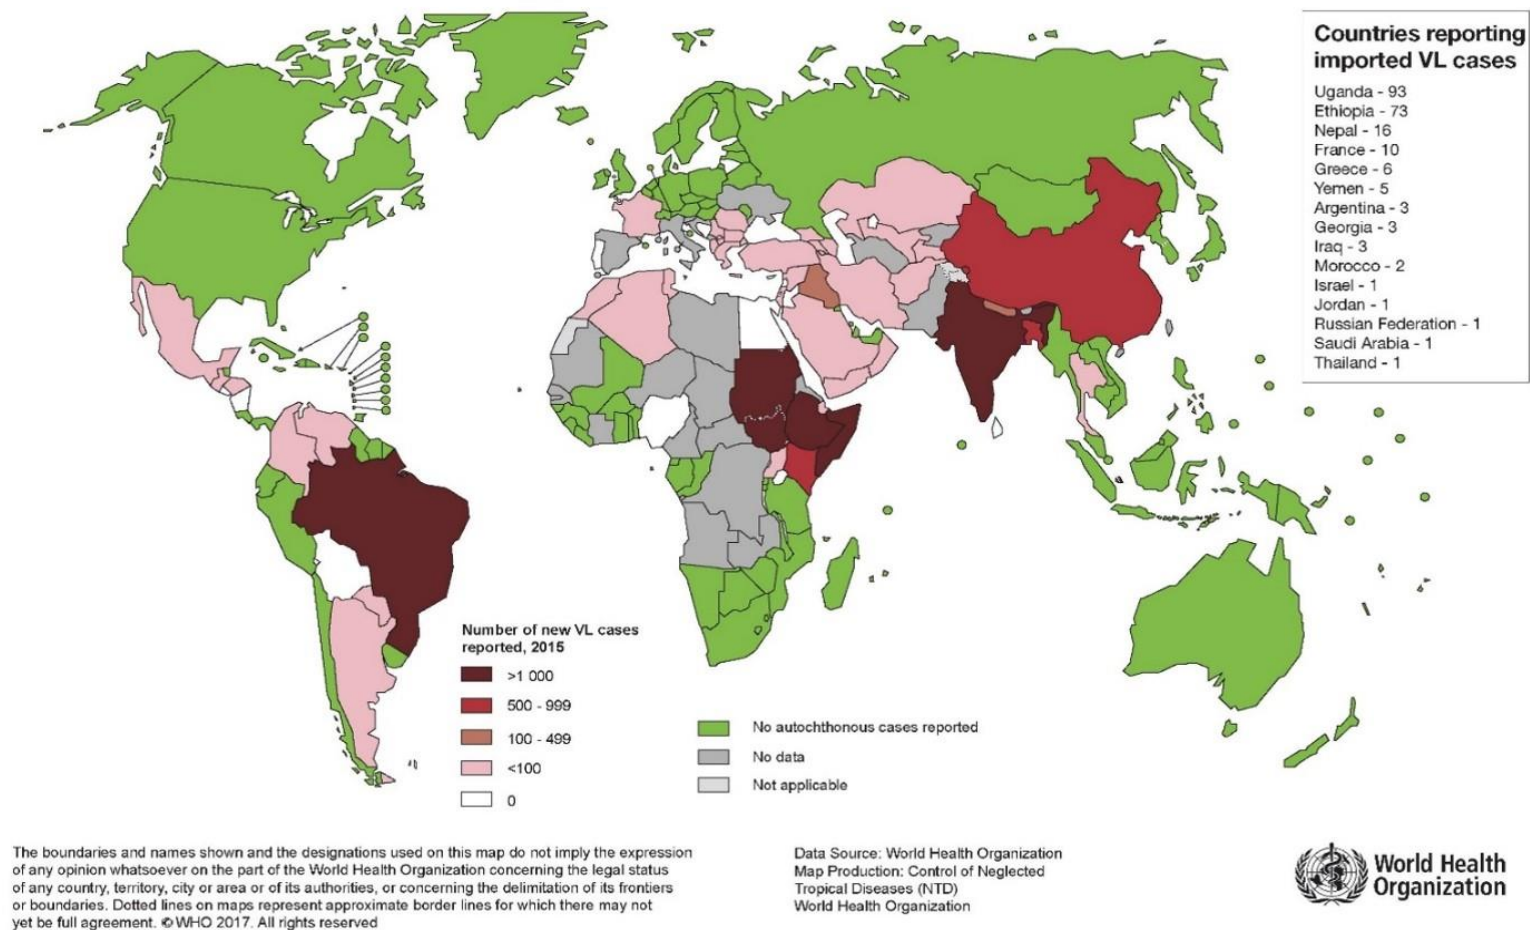 Countries reporting
imported VL cases
Uganda - 93
Ethiopia - 73
Nepal - 16
France - 10
Greece - 6
Yemen - 5
Argentina - 3
Georgia - 3
Iraq - 3
Morocco - 2
Israel - 1
Jordan - 1
Russian Federation - 1
Saudi Arabia - 1
Thailand - 1
Number of new VL cases
reported, 2015
>1 000
500 - 999
100 - 499
<100
0
No autochthonous cases reported
No data
Not applicable
The boundaries and names shown and the designations used on this map do not imply the expression
of any opinion whatsoever on the part of the World Health Organization concerning the legal status
of any country, territory, city or area or of its authorities, or concerning the delimitation of its frontiers
or boundaries. Dotted lines on maps represent approximate border lines for which there may not
yet be full agreement. © WHO 2017. All rights reserved
Data Source: World Health Organization
Map Production: Control of Neglected
Tropical Diseases (NTD)
World Health Organization
World Health
Organization